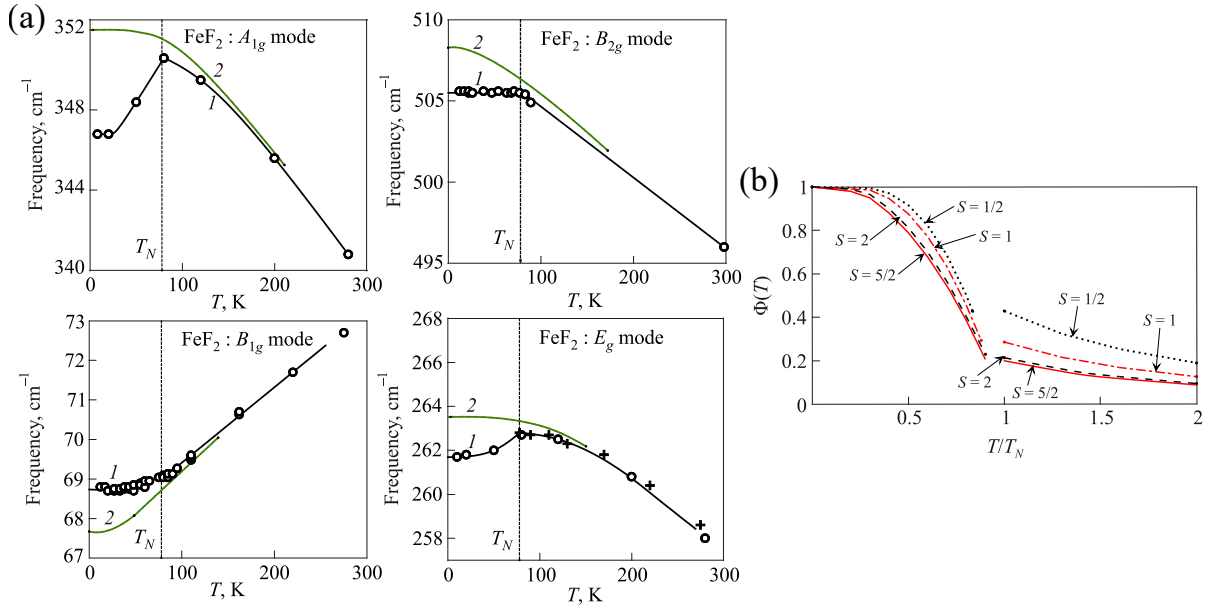 (a)
FeF2 : A1g mode
352
348
344
340
Frequency, cm−1
2
1
TN
0
100
200
300
T, K
FeF2 : B2g mode
510
505
500
495
Frequency, cm−1
2
1
TN
0
100
200
300
T, K
FeF2 : B1g mode
73
72
71
70
69
68
67
Frequency, cm−1
1
2
TN
0
100
200
300
T, K
FeF2 : Eg mode
268
266
264
262
260
258
Frequency, cm−1
2
1
TN
0
100
200
300
T, K
(b)
1
0.8
0.6
0.4
0.2
0
Φ(T)
S = 1/2
S = 2
S = 1
S = 5/2
S = 1/2
S = 1
S = 2
S = 5/2
0.5
1
1.5
2
T/TN